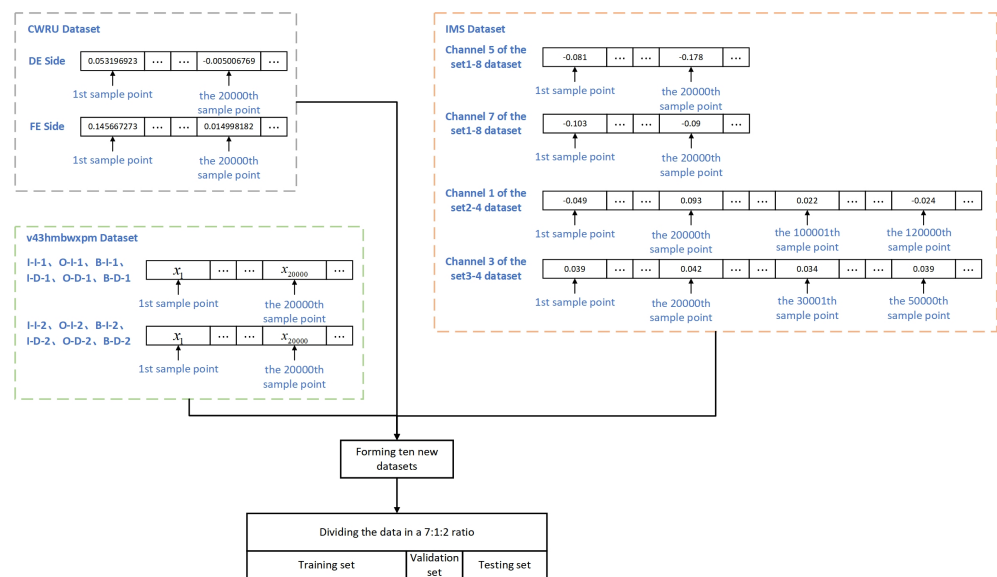 CWRU Dataset
DE Side
0.053196923 ... ... -0.005006769 ...
1st sample point
the 20000th
sample point
FE Side
0.145667273 ... ... 0.014998182 ...
1st sample point
the 20000th
sample point
v43hmbwxpm Dataset
I-I-1、O-I-1、B-I-1、
I-D-1、O-D-1、B-D-1
x1 ... ... x20000 ...
1st sample point
the 20000th
sample point
I-I-2、O-I-2、B-I-2、
I-D-2、O-D-2、B-D-2
x1 ... ... x20000 ...
1st sample point
the 20000th
sample point
IMS Dataset
Channel 5 of the
set1-8 dataset
-0.081 ... ... -0.178 ...
1st sample point
the 20000th
sample point
Channel 7 of the
set1-8 dataset
-0.103 ... ... -0.09 ...
1st sample point
the 20000th
sample point
Channel 1 of the
set2-4 dataset
-0.049 ... ... 0.093 ... ... 0.022 ... ... -0.024 ...
1st sample point
the 20000th
sample point
the 100001th
sample point
the 120000th
sample point
Channel 3 of the
set3-4 dataset
0.039 ... ... 0.042 ... ... 0.034 ... ... 0.039 ...
1st sample point
the 20000th
sample point
the 30001th
sample point
the 50000th
sample point
Forming ten new
datasets
Dividing the data in a 7:1:2 ratio
Training set
Validation
set
Testing set